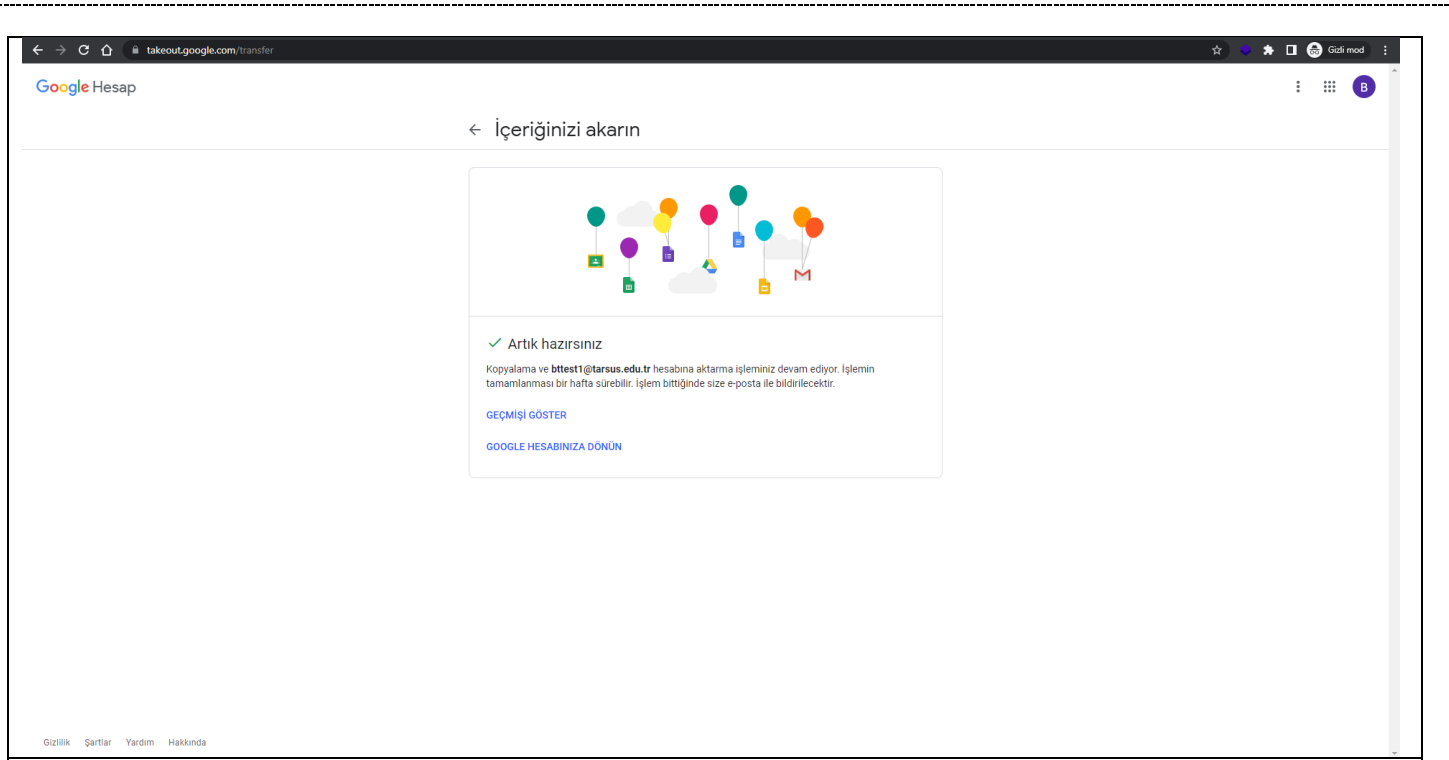 takeout.google.com/transfer
Gizli mod
Google Hesap
B
İçeriğinizi akarın
Artık hazırsınız
Kopyalama ve bttest1@tarsus.edu.tr hesabına aktarma işleminiz devam ediyor. İşlemin
tamamlanması bir hafta sürebilir. İşlem bittiğinde size e-posta ile bildirilecektir.
GEÇMİŞİ GÖSTER
GOOGLE HESABINIZA DÖNÜN
Gizlilik Şartlar Yardım Hakkında